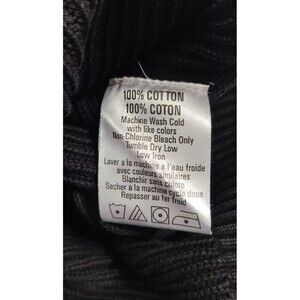 100% COTTON
100% COTON
Machine Wash Cold
with like colors
Non-Chlorine Bleach Only
Tumble Dry Low
Low Iron
Laver a la machine a l'eau froide
avec couleurs similaires
Blanchir sans chlore
Secher a la machine cycle doux
Repasser au fer froid